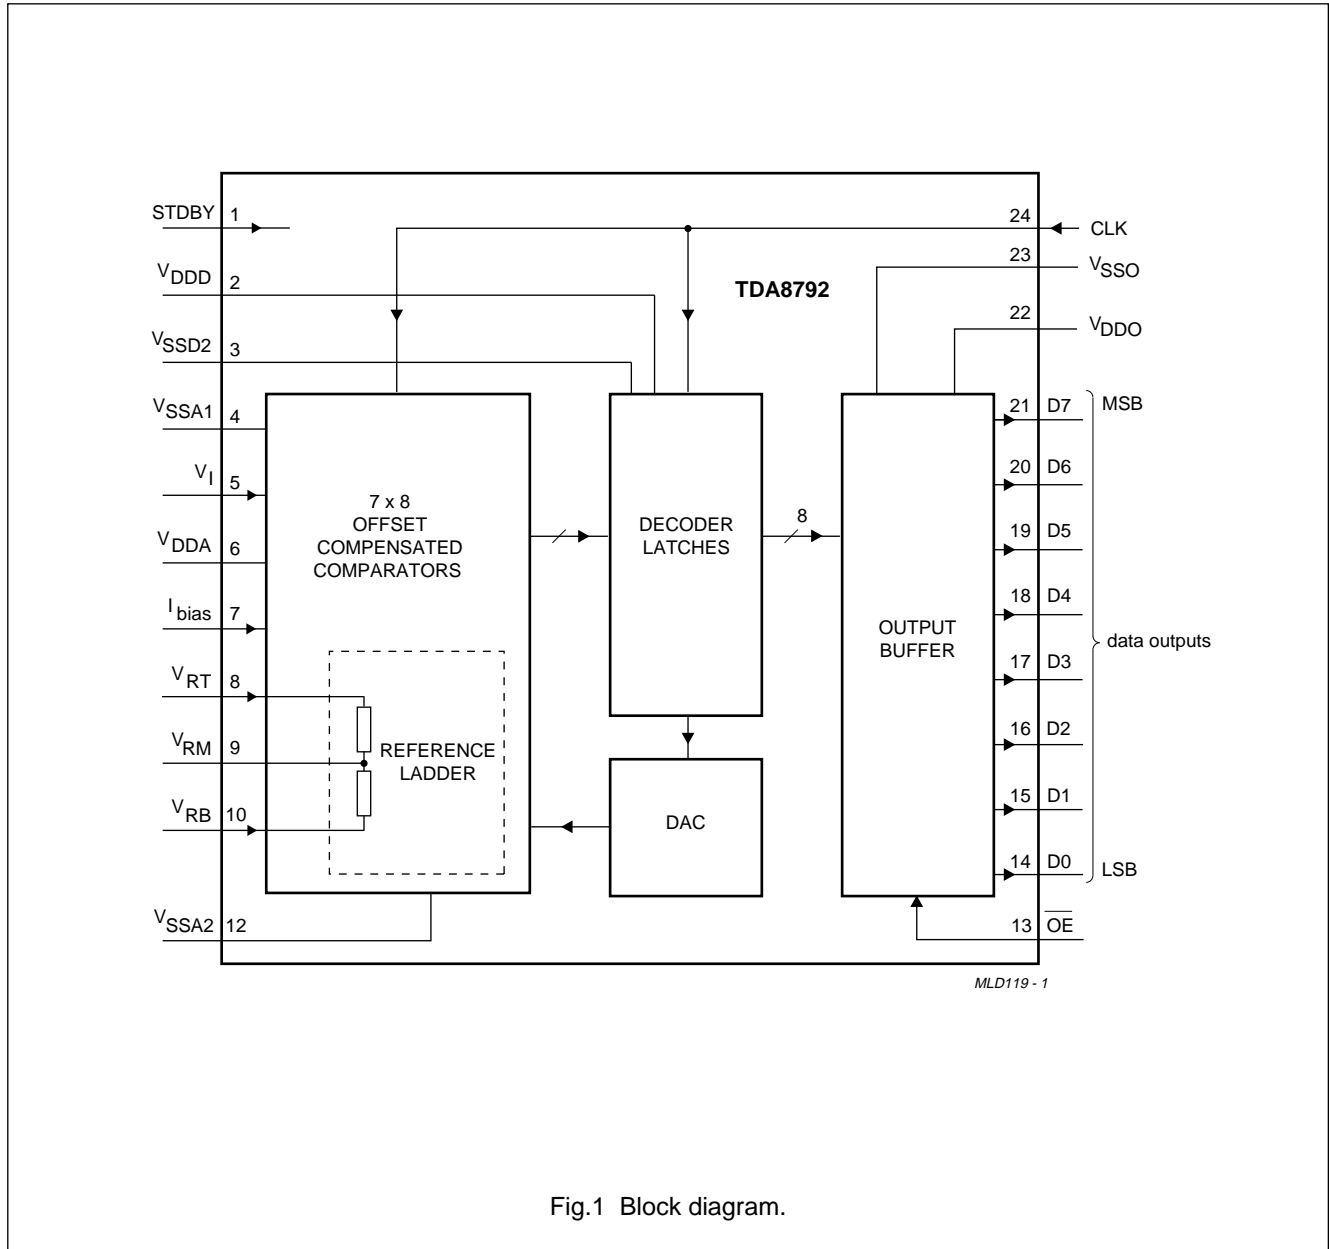 STDBY 1
VDDD 2
VSSD2 3
VSSA1 4
VI 5
VDDA 6
Ibias 7
VRT 8
VRM 9
VRB 10
VSSA2 12
TDA8792
7 x 8
OFFSET
COMPENSATED
COMPARATORS
REFERENCE
LADDER
DECODER
LATCHES
8
DAC
OUTPUT
BUFFER
24 CLK
23 VSSO
22 VDDO
21 D7 MSB
20 D6
19 D5
18 D4
data outputs
17 D3
16 D2
15 D1
14 D0 LSB
13 O̅E̅
MLD119 - 1
Fig.1 Block diagram.